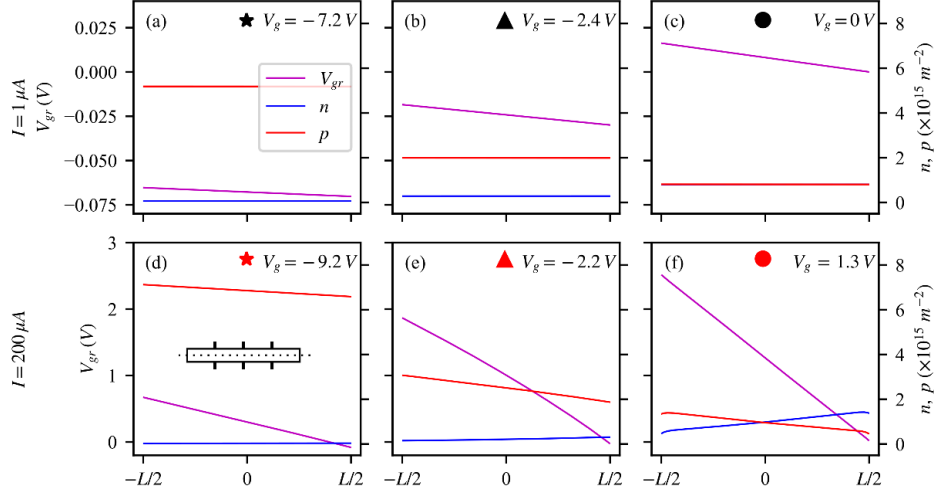 (a) ★ V_g = −7.2 V
(b) ▲ V_g = −2.4 V
(c) ● V_g = 0 V
I = 1 μA
V_gr (V)
0.025
0.000
−0.025
−0.050
−0.075
V_gr
n
p
8
6
4
2
0
n, p (×10^15 m^−2)
−L/2 0 L/2
(d) ★ V_g = −9.2 V
(e) ▲ V_g = −2.2 V
(f) ● V_g = 1.3 V
I = 200 μA
V_gr (V)
3
2
1
0
8
6
4
2
0
n, p (×10^15 m^−2)
−L/2 0 L/2
−L/2 0 L/2
−L/2 0 L/2